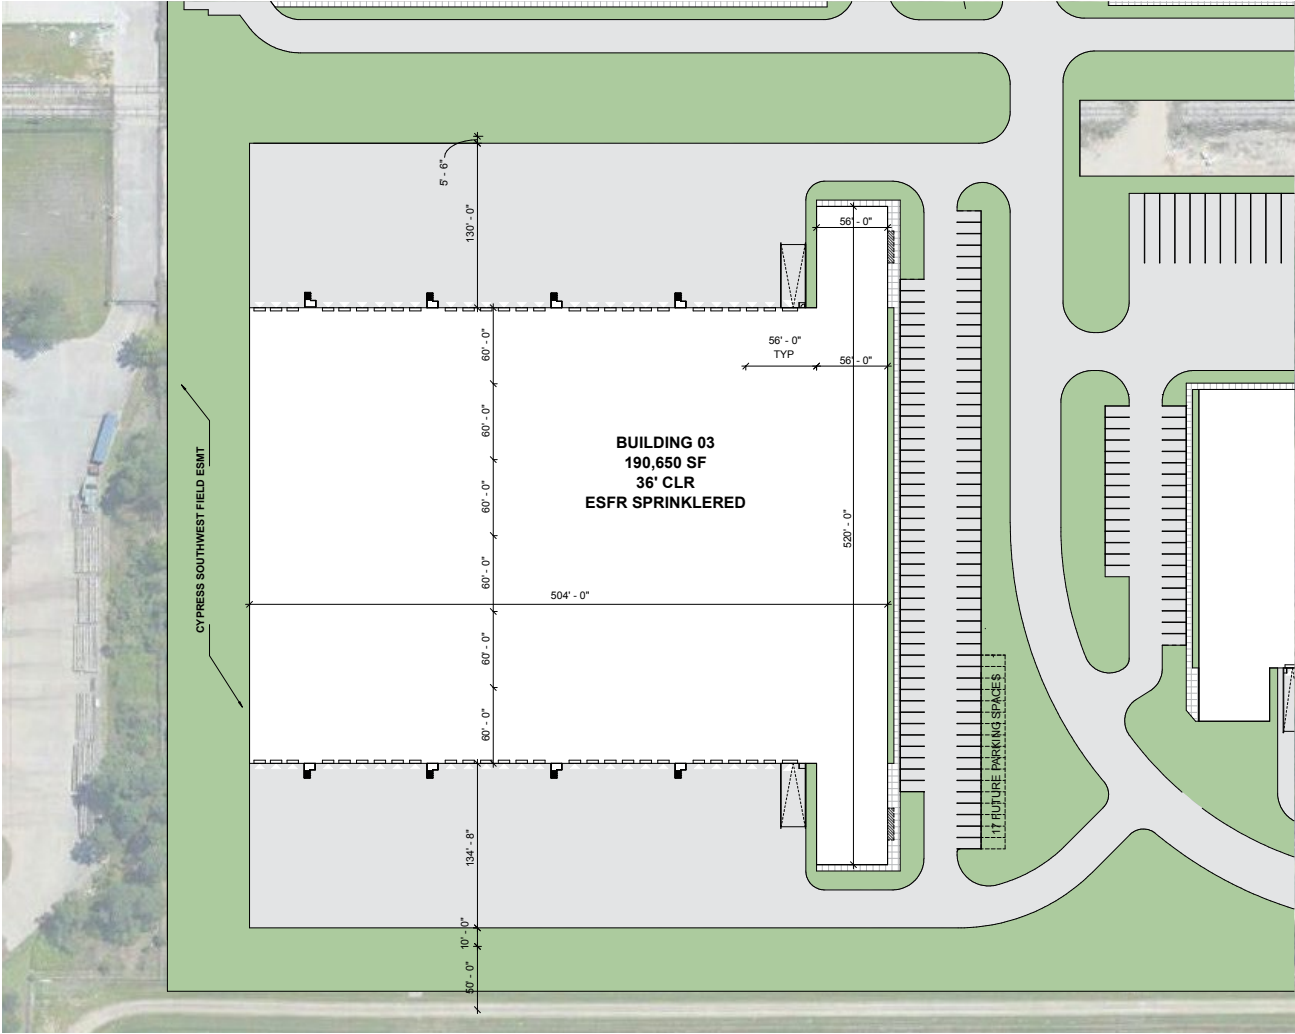 5' - 6"
130' - 0"
56' - 0"
60' - 0"
56' - 0"
TYP
56' - 0"
60' - 0"
BUILDING 03
190,650 SF
36' CLR
ESFR SPRINKLERED
60' - 0"
520' - 0"
CYPRESS SOUTHWEST FIELD ESMT
60' - 0"
504' - 0"
60' - 0"
60' - 0"
17 FUTURE PARKING SPACES
134' - 8"
10' - 0"
50' - 0"